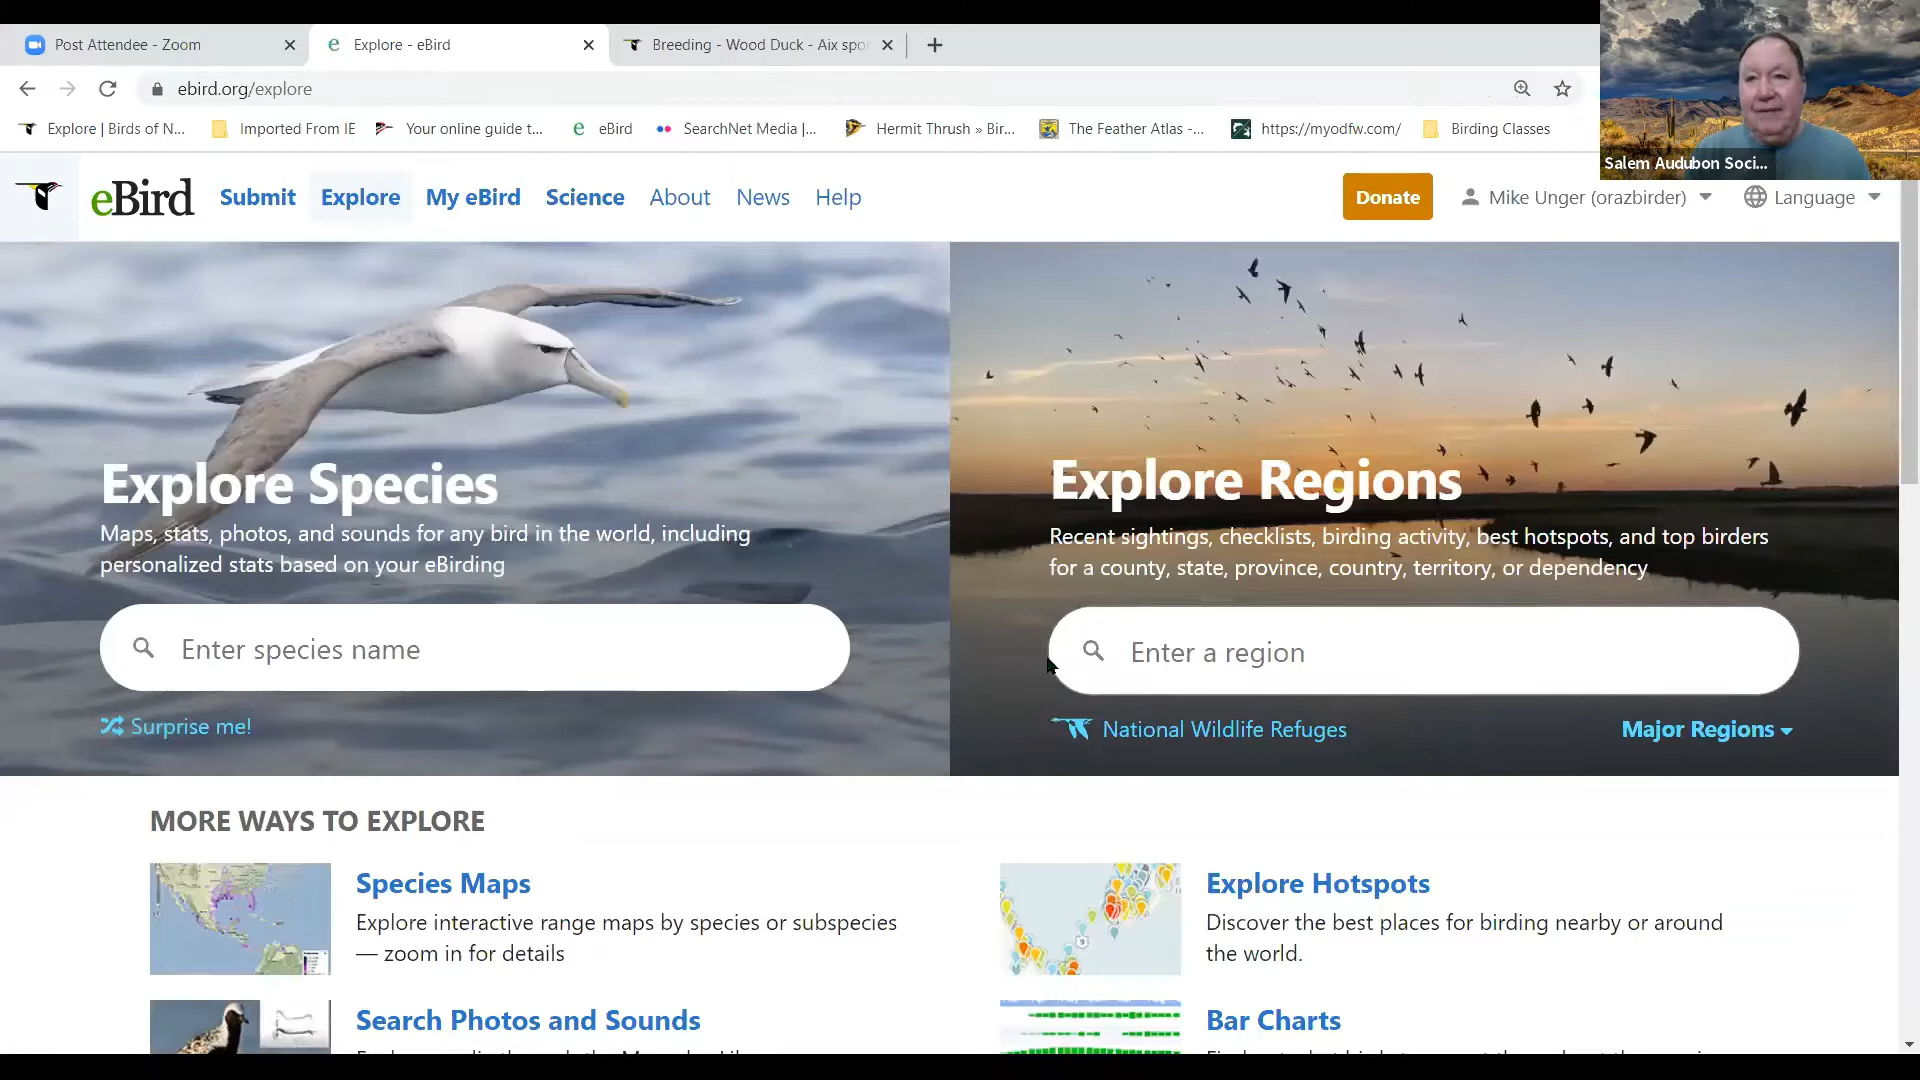 Post Attendee - Zoom
Explore - eBird
Breeding - Wood Duck - Aix spo
ebird.org/explore
Explore | Birds of N...
Imported From IE
Your online guide t...
eBird
SearchNet Media |...
Hermit Thrush » Bir...
The Feather Atlas -...
https://myodfw.com/
Birding Classes
Salem Audubon Soci...
eBird
Submit
Explore
My eBird
Science
About
News
Help
Donate
Mike Unger (orazbirder)
Language
Explore Species
Maps, stats, photos, and sounds for any bird in the world, including
personalized stats based on your eBirding
Enter species name
Surprise me!
Explore Regions
Recent sightings, checklists, birding activity, best hotspots, and top birders
for a county, state, province, country, territory, or dependency
Enter a region
National Wildlife Refuges
Major Regions
MORE WAYS TO EXPLORE
Species Maps
Explore interactive range maps by species or subspecies
— zoom in for details
Explore Hotspots
Discover the best places for birding nearby or around
the world.
Search Photos and Sounds
Bar Charts